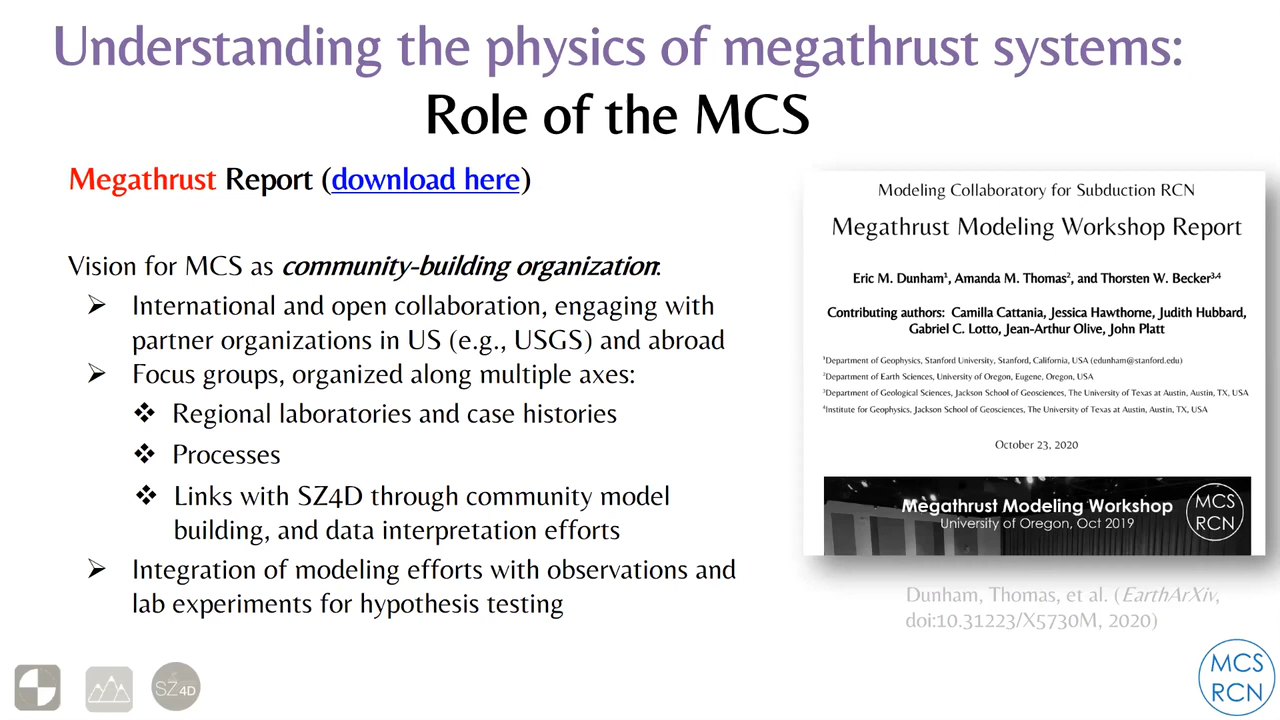 Understanding the physics of megathrust systems:
Role of the MCS
Megathrust Report (download here)
Vision for MCS as community-building organization:
➢ International and open collaboration, engaging with
partner organizations in US (e.g., USGS) and abroad
➢ Focus groups, organized along multiple axes:
❖ Regional laboratories and case histories
❖ Processes
❖ Links with SZ4D through community model
building, and data interpretation efforts
➢ Integration of modeling efforts with observations and
lab experiments for hypothesis testing
Modeling Collaboratory for Subduction RCN
Megathrust Modeling Workshop Report
Eric M. Dunham¹, Amanda M. Thomas², and Thorsten W. Becker³,⁴
Contributing authors: Camilla Cattania, Jessica Hawthorne, Judith Hubbard,
Gabriel C. Lotto, Jean-Arthur Olive, John Platt
¹Department of Geophysics, Stanford University, Stanford, California, USA (edunham@stanford.edu)
²Department of Earth Sciences, University of Oregon, Eugene, Oregon, USA
³Department of Geological Sciences, Jackson School of Geosciences, The University of Texas at Austin, Austin, TX, USA
⁴Institute for Geophysics, Jackson School of Geosciences, The University of Texas at Austin, Austin, TX, USA
October 23, 2020
Megathrust Modeling Workshop
University of Oregon, Oct 2019
MCS
RCN
Dunham, Thomas, et al. (EarthArXiv,
doi:10.31223/X5730M, 2020)
SZ4D
MCS
RCN